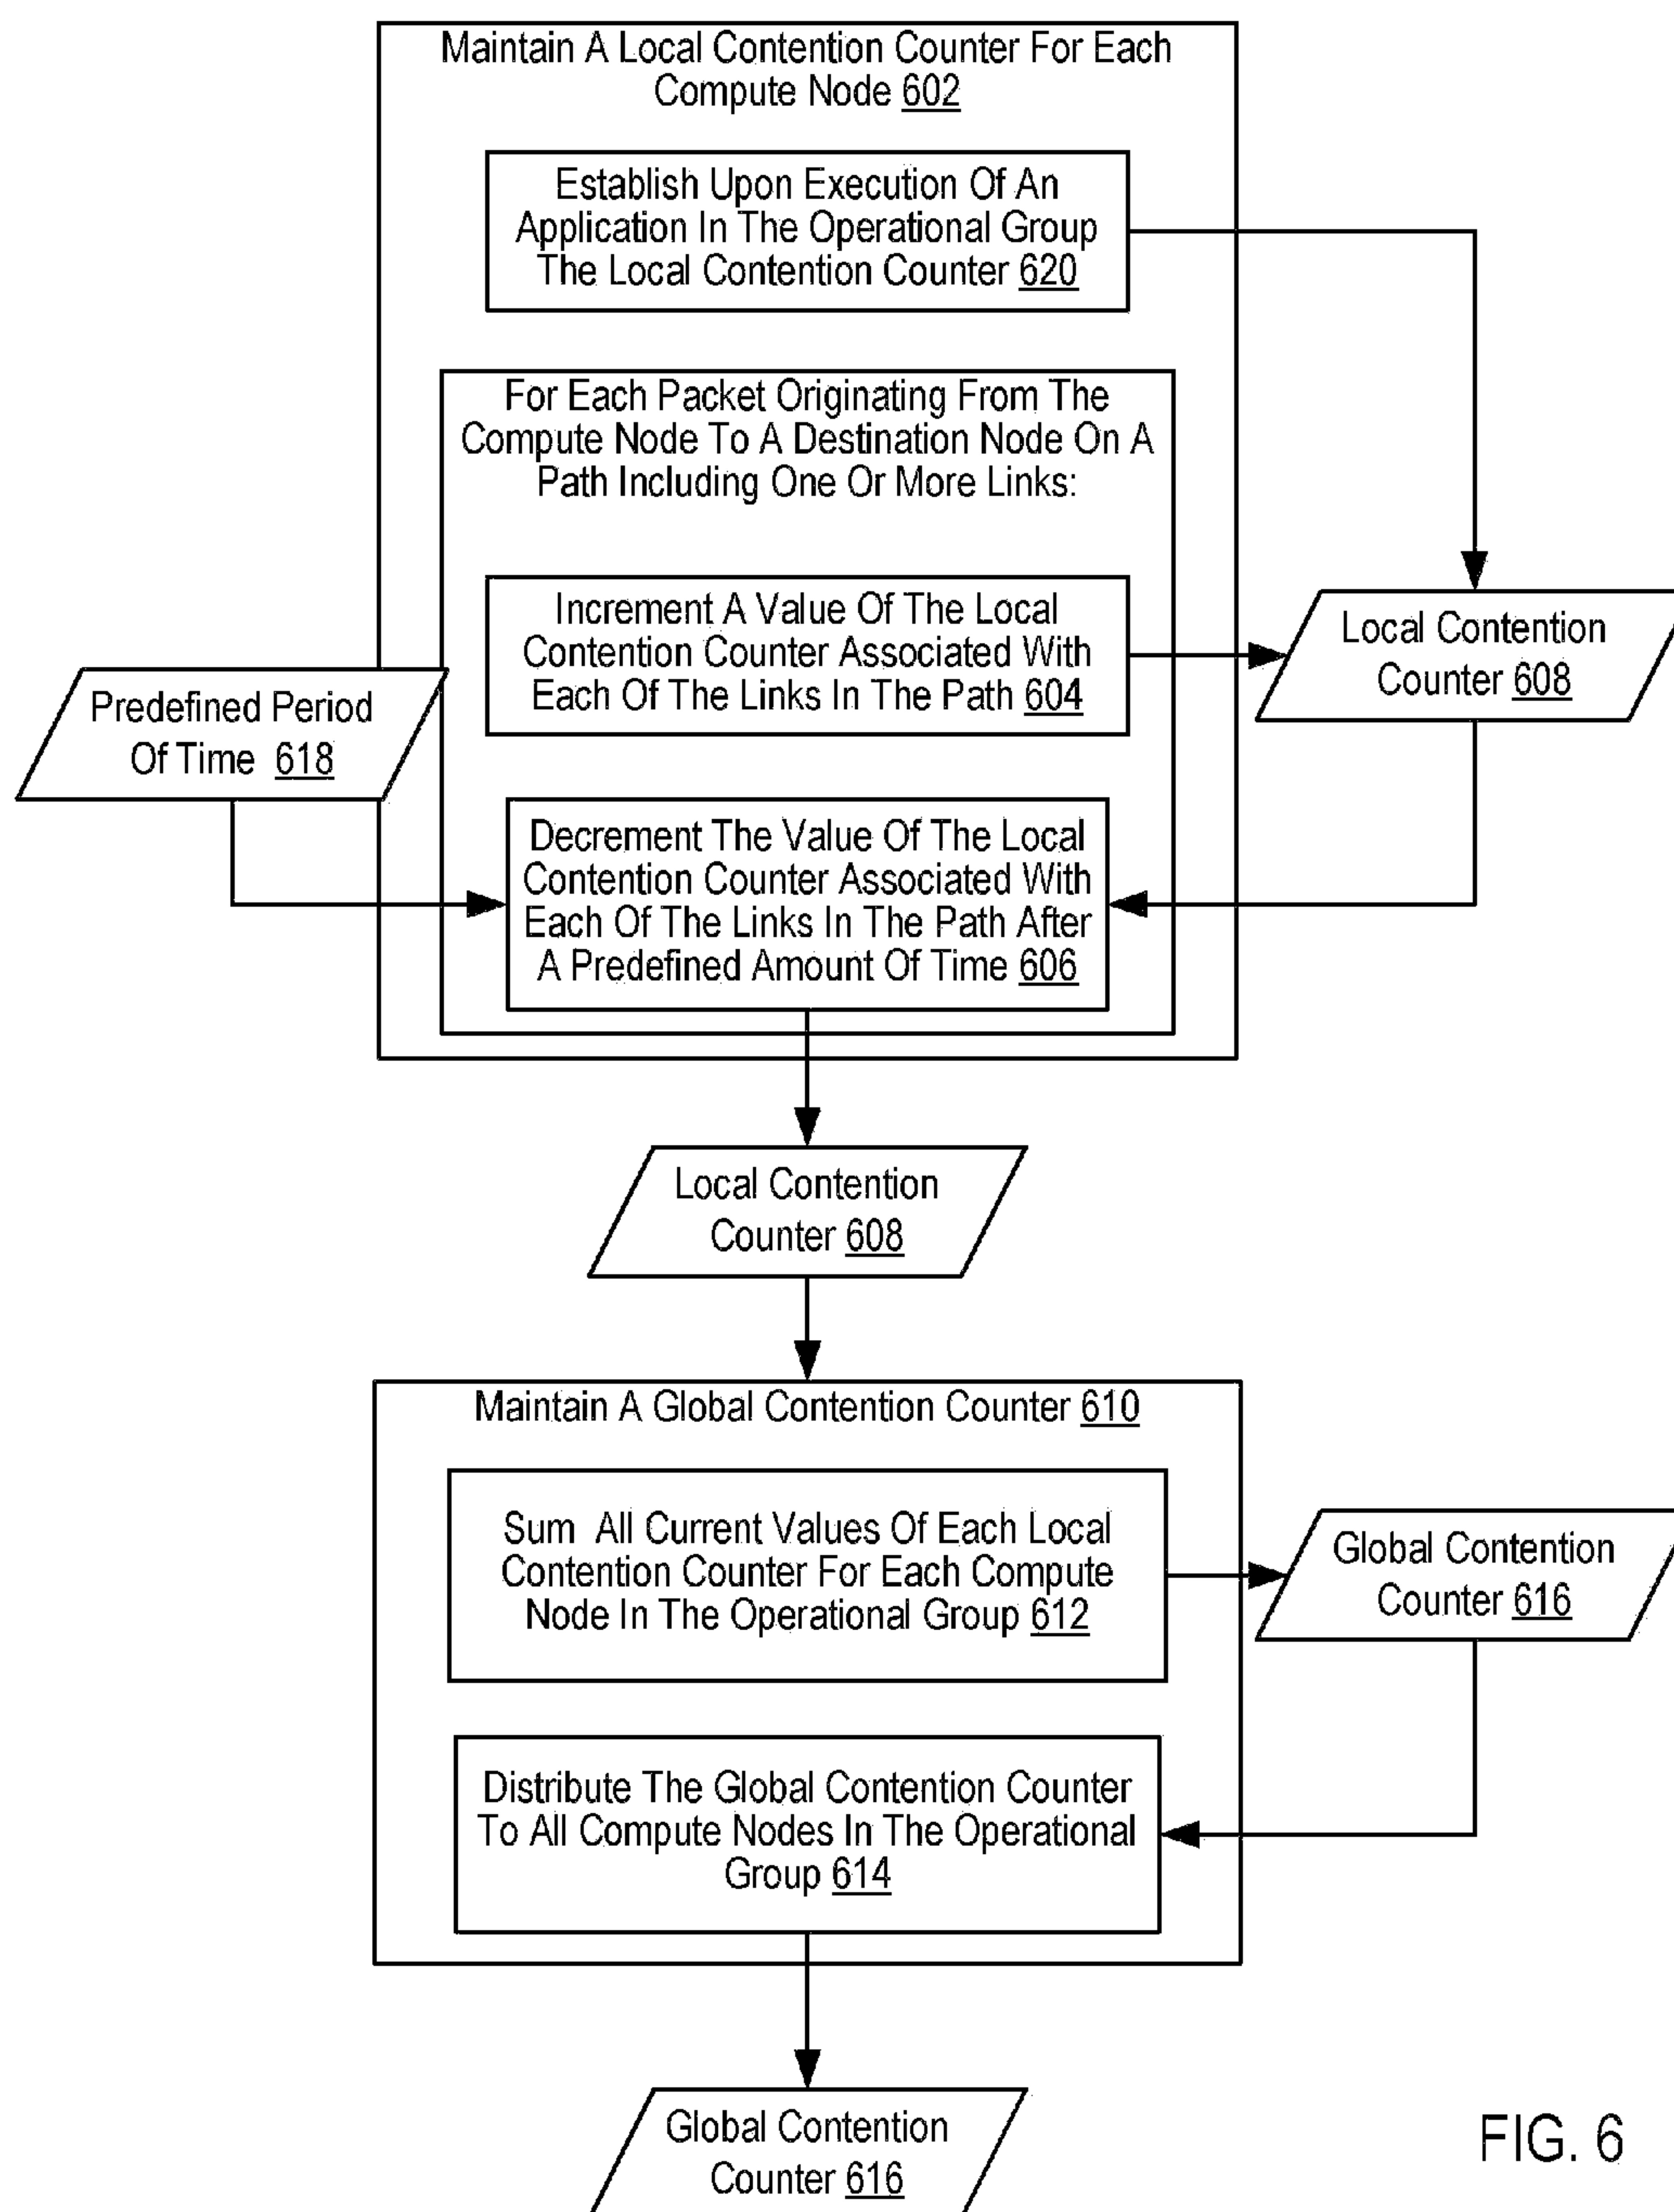 Maintain A Local Contention Counter For Each
Compute Node 602
Establish Upon Execution Of An
Application In The Operational Group
The Local Contention Counter 620
For Each Packet Originating From The
Compute Node To A Destination Node On A
Path Including One Or More Links:
Increment A Value Of The Local
Contention Counter Associated With
Each Of The Links In The Path 604
Local Contention
Counter 608
Predefined Period
Of Time 618
Decrement The Value Of The Local
Contention Counter Associated With
Each Of The Links In The Path After
A Predefined Amount Of Time 606
Local Contention
Counter 608
Maintain A Global Contention Counter 610
Sum All Current Values Of Each Local
Contention Counter For Each Compute
Node In The Operational Group 612
Global Contention
Counter 616
Distribute The Global Contention Counter
To All Compute Nodes In The Operational
Group 614
Global Contention
Counter 616
FIG. 6